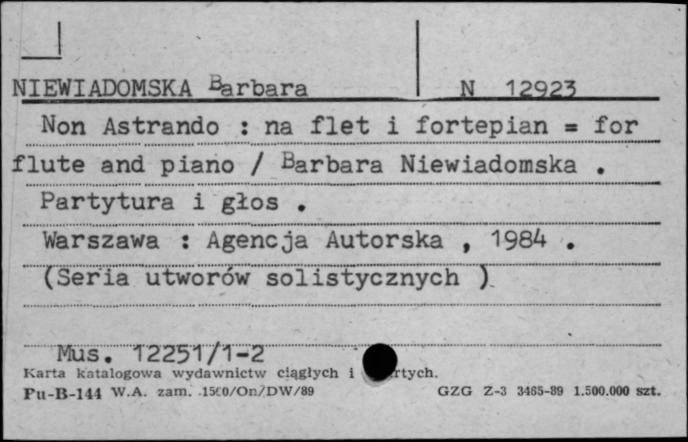 NIEWIADOMSKA Barbara N 12923
Non Astrando : na flet i fortepian = for
flute and piano / Barbara Niewiadomska .
Partytura i głos .
Warszawa : Agencja Autorska , 1984 .
(Seria utworów solistycznych )
Mus. 12251/1-2
Karta katalogowa wydawnictw ciągłych i
Pu-B-144 W.A. zam. 1500/On/DW/89 GZG Z-3 3465-89 1.500.000 szt.